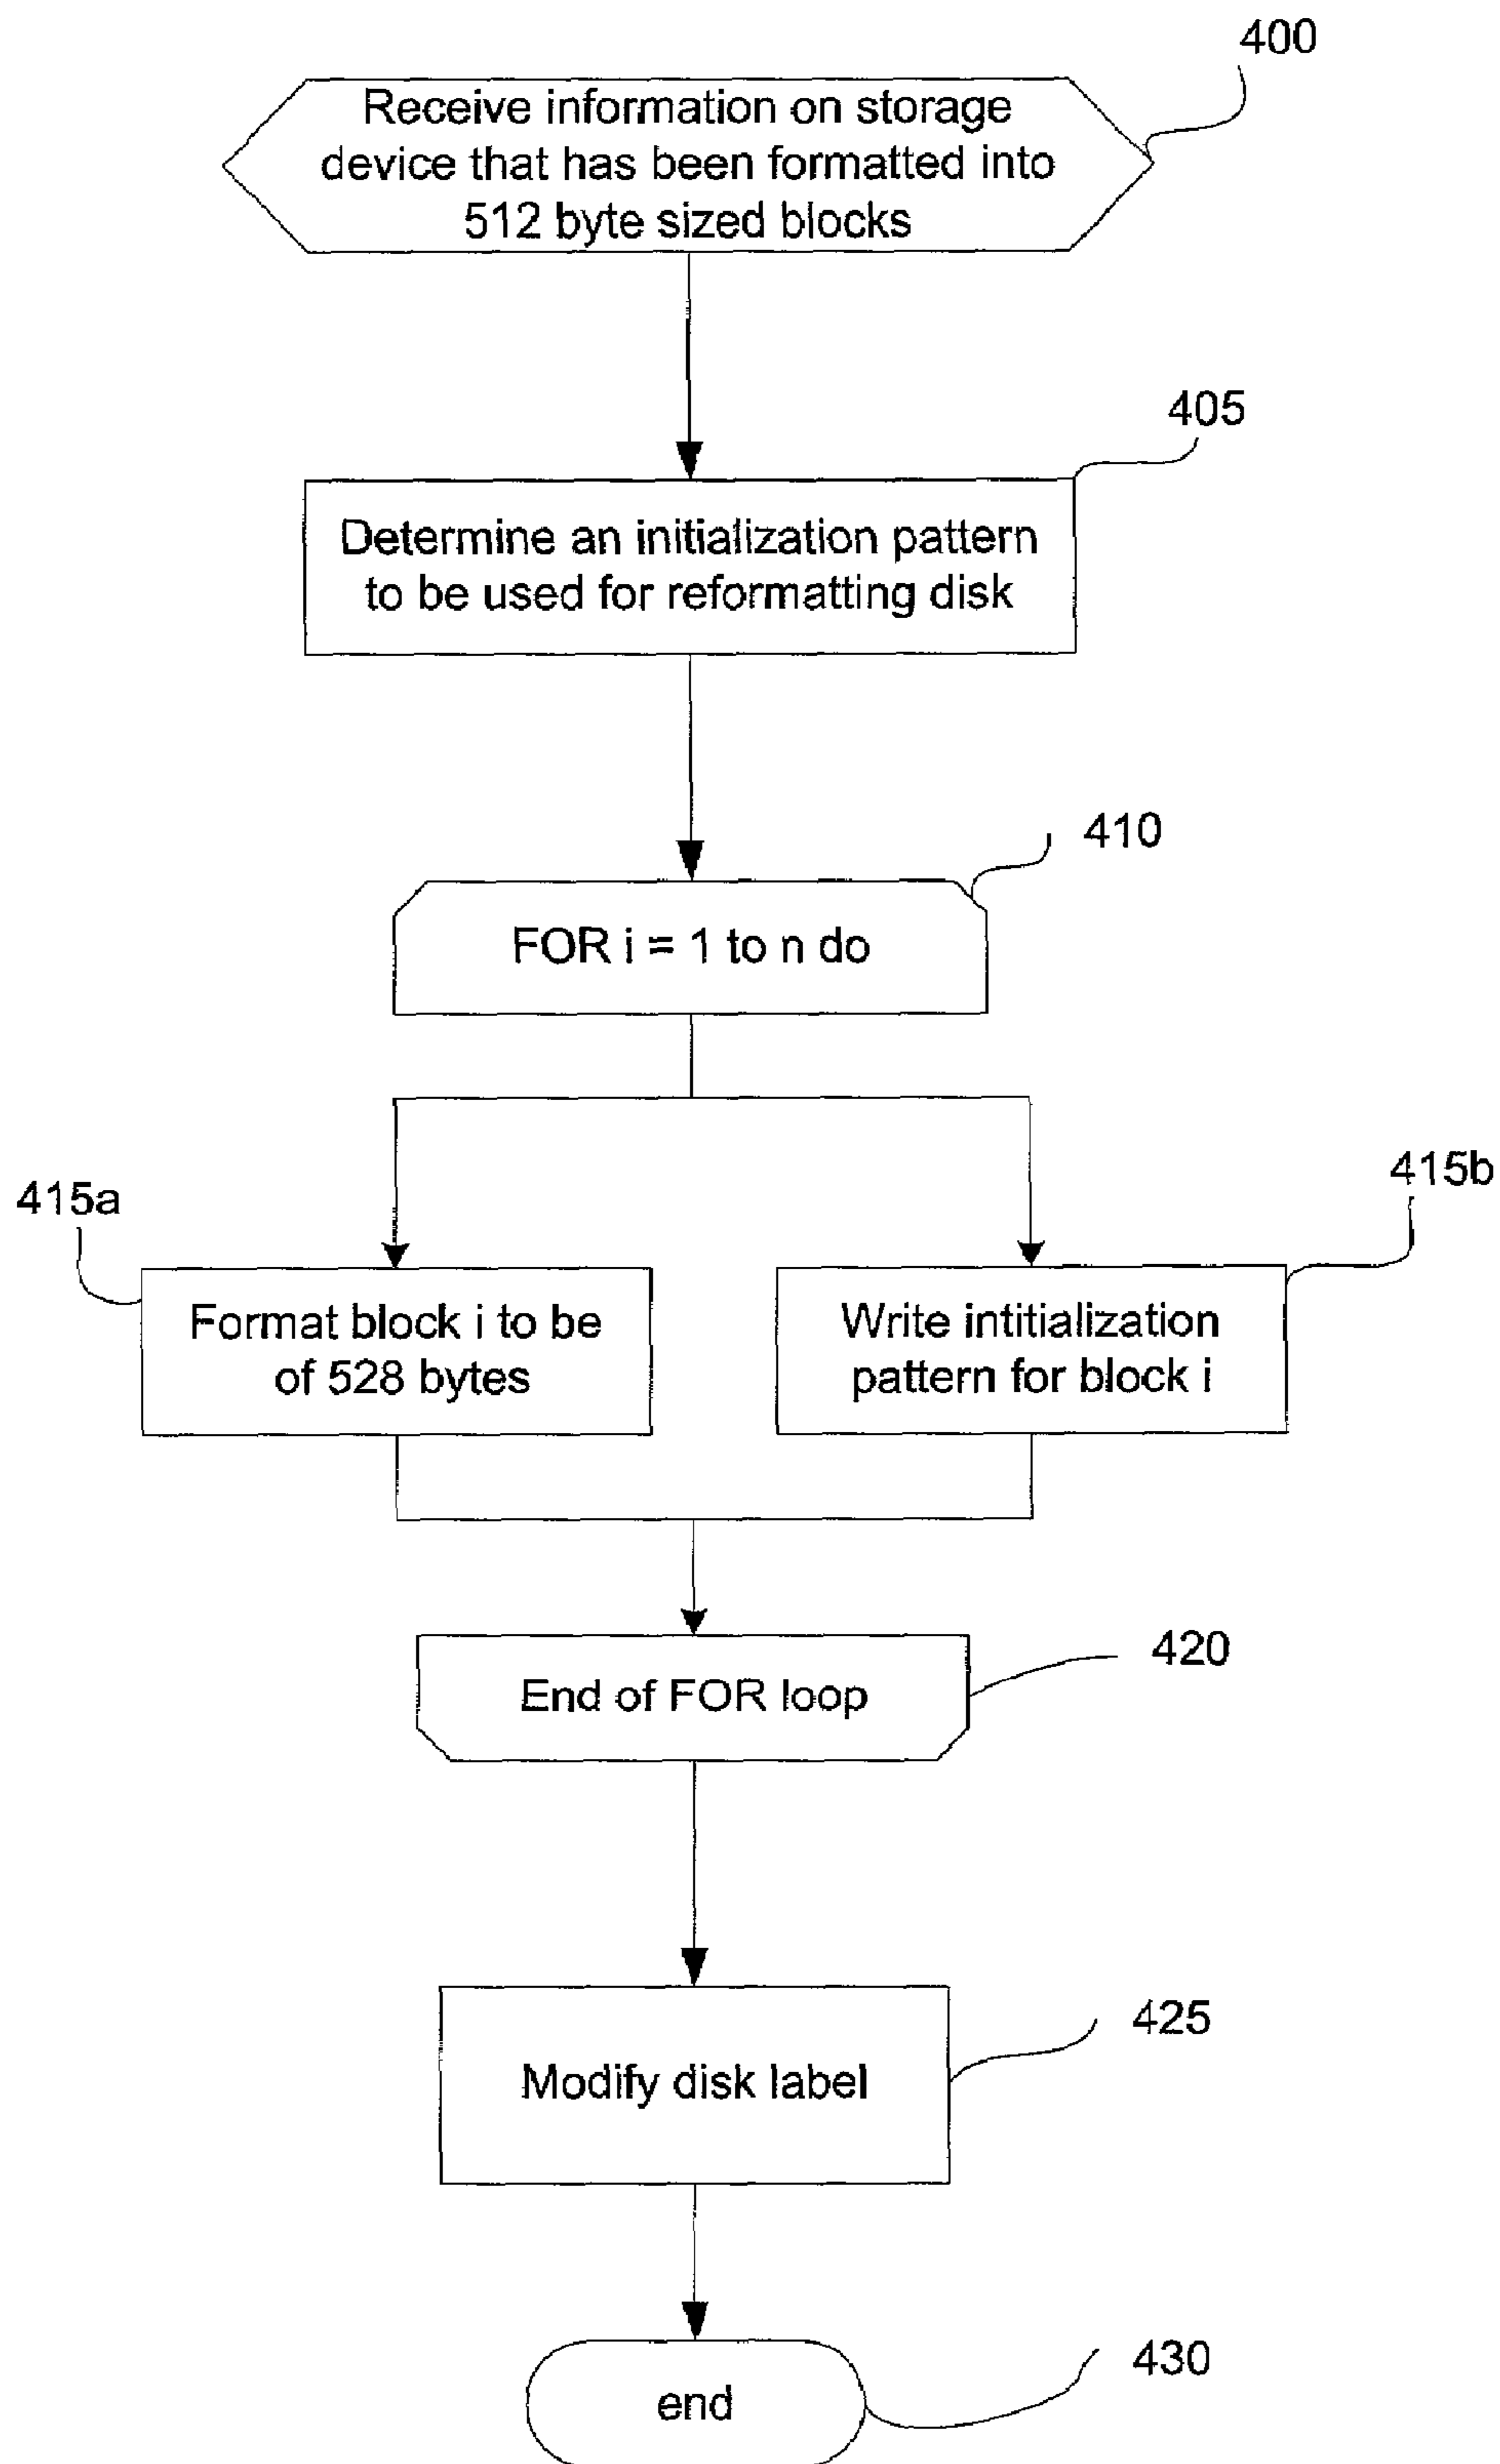 400
Receive information on storage
device that has been formatted into
512 byte sized blocks
405
Determine an initialization pattern
to be used for reformatting disk
410
FOR i = 1 to n do
415a
415b
Format block i to be
of 528 bytes
Write intitialization
pattern for block i
420
End of FOR loop
425
Modify disk label
430
end